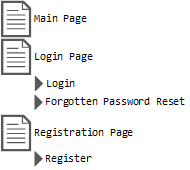 Main Page
Login Page
Login
Forgotten Password Reset
Registration Page
Register